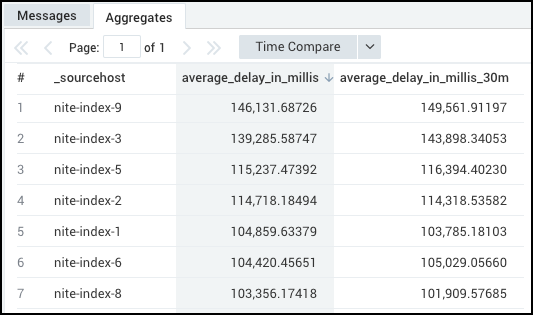 Messages Aggregates
Page: 1 of 1 Time Compare
# _sourcehost average_delay_in_millis average_delay_in_millis_30m
1 nite-index-9 146,131.68726 149,561.91197
2 nite-index-3 139,285.58747 143,898.34053
3 nite-index-5 115,237.47392 116,394.40230
4 nite-index-2 114,718.18494 114,318.53582
5 nite-index-1 104,859.63379 103,785.18103
6 nite-index-6 104,420.45651 105,029.05660
7 nite-index-8 103,356.17418 101,909.57685